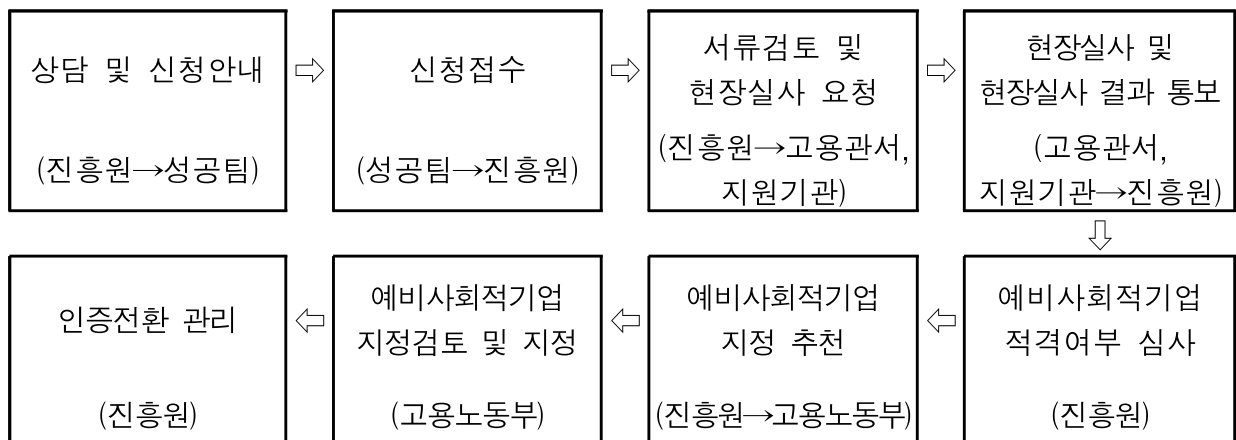 상담 및 신청안내
(진흥원→성공팀)
⇨
신청접수
(성공팀→진흥원)
⇨
서류검토 및
현장실사 요청
(진흥원→고용관서,
지원기관)
⇨
현장실사 및
현장실사 결과 통보
(고용관서,
지원기관→진흥원)
⇩
예비사회적기업
적격여부 심사
(진흥원)
⇦
예비사회적기업
지정 추천
(진흥원→고용노동부)
⇦
예비사회적기업
지정검토 및 지정
(고용노동부)
⇦
인증전환 관리
(진흥원)